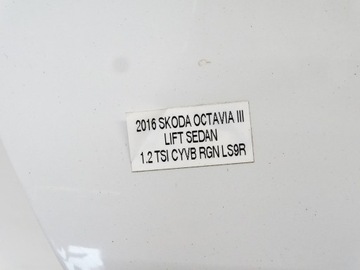 2016 SKODA OCTAVIA III
LIFT SEDAN
1.2 TSI CYVB RGN LS9R